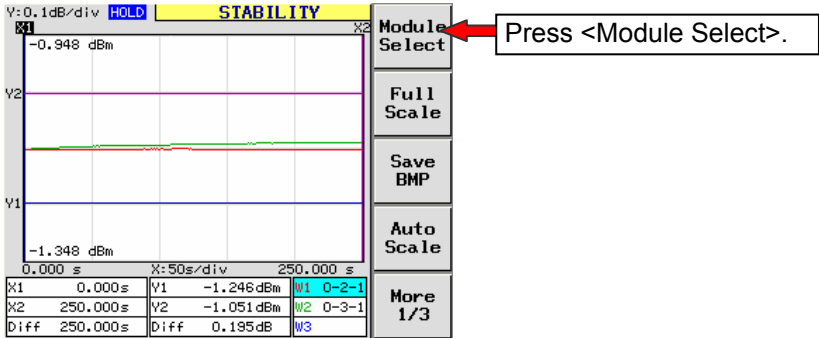 Y:0.1dB/div HOLD STABILITY
X1 X2
-0.948 dBm
Y2
Y1
-1.348 dBm
0.000 s X:50s/div 250.000 s
X1 0.000s Y1 -1.246dBm W1 0-2-1
X2 250.000s Y2 -1.051dBm W2 0-3-1
Diff 250.000s Diff 0.195dB W3
Module
Select
Full
Scale
Save
BMP
Auto
Scale
More
1/3
Press <Module Select>.